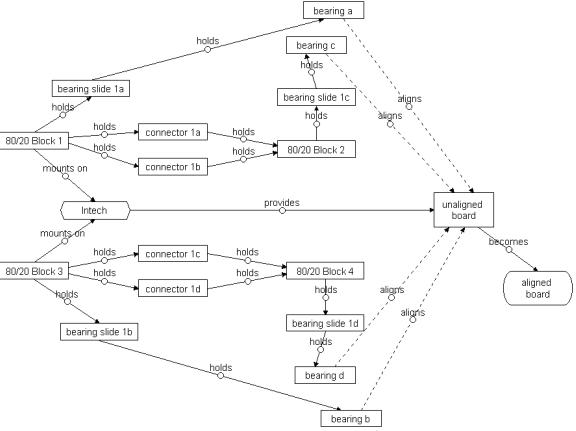 bearing a
holds
bearing c
holds
bearing slide 1a
holds
bearing slide 1c
aligns
aligns
holds
80/20 Block 1
holds
connector 1a
holds
80/20 Block 2
holds
connector 1b
holds
mounts on
Intech
provides
unaligned
board
mounts on
becomes
80/20 Block 3
holds
connector 1c
holds
80/20 Block 4
holds
connector 1d
holds
aligned
board
holds
holds
aligns
bearing slide 1b
bearing slide 1d
aligns
holds
holds
bearing d
bearing b